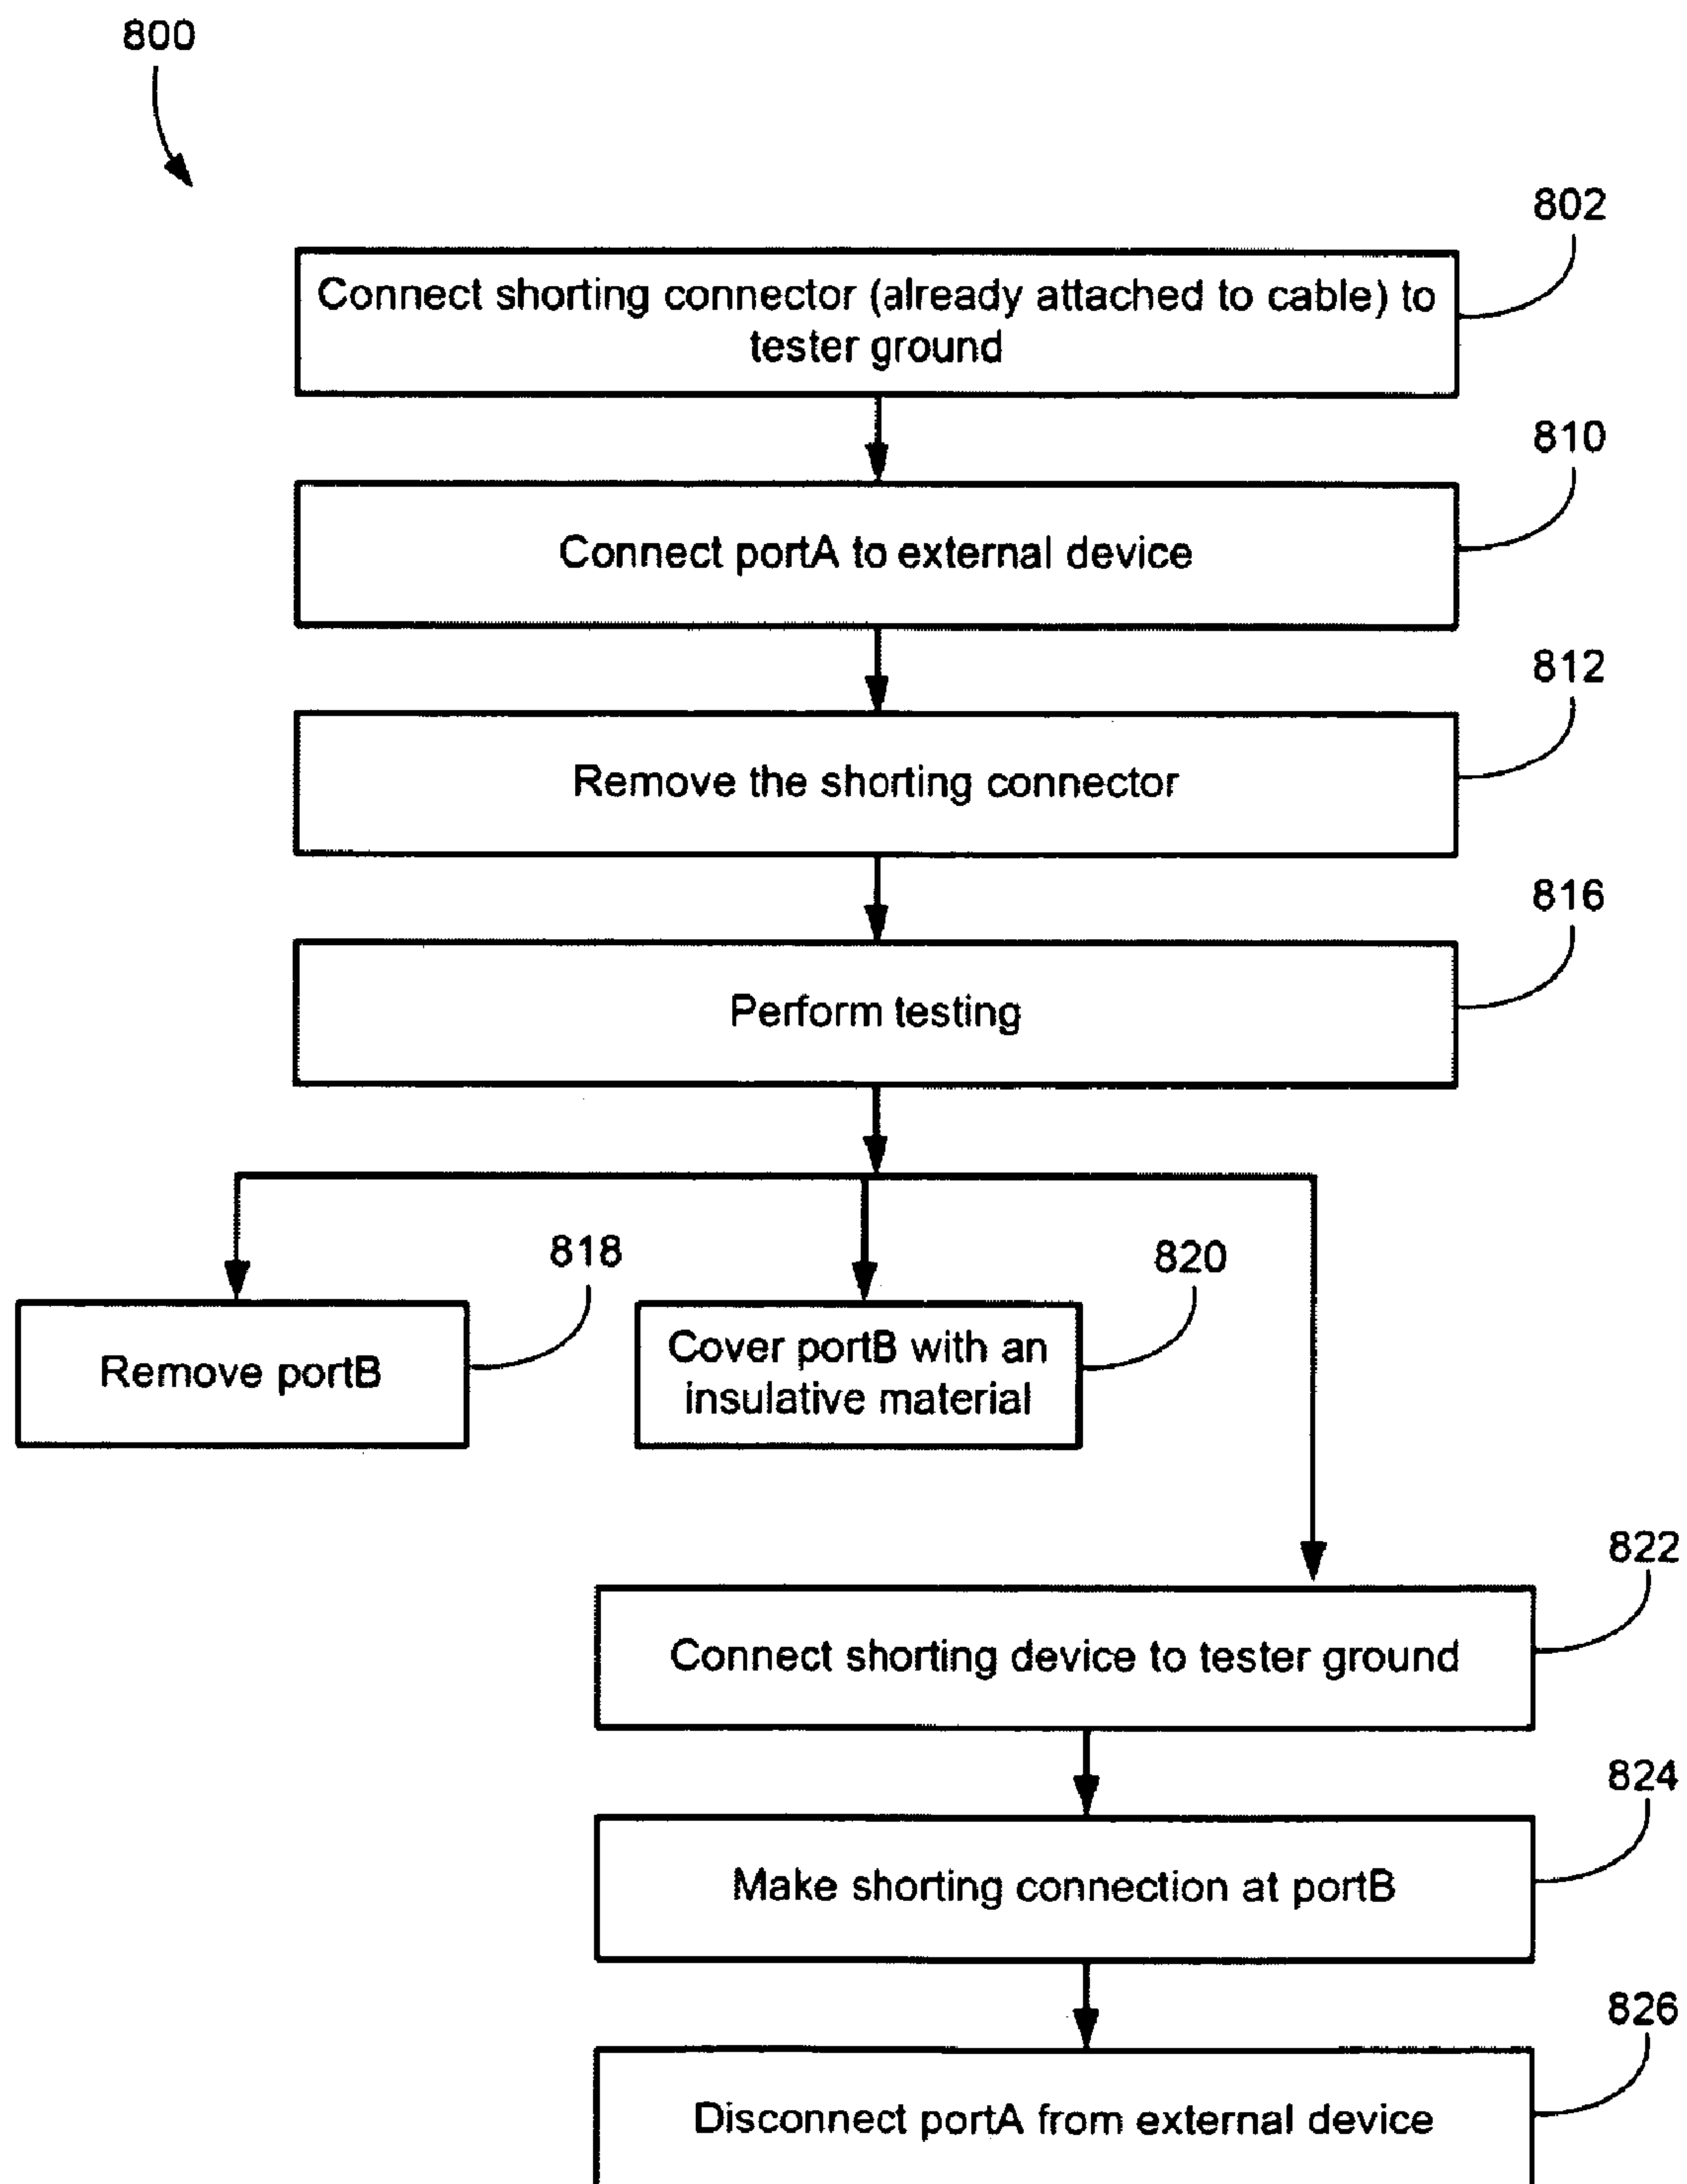 800
802
Connect shorting connector (already attached to cable) to
tester ground
810
Connect portA to external device
812
Remove the shorting connector
816
Perform testing
818
Remove portB
820
Cover portB with an
insulative material
822
Connect shorting device to tester ground
824
Make shorting connection at portB
826
Disconnect portA from external device